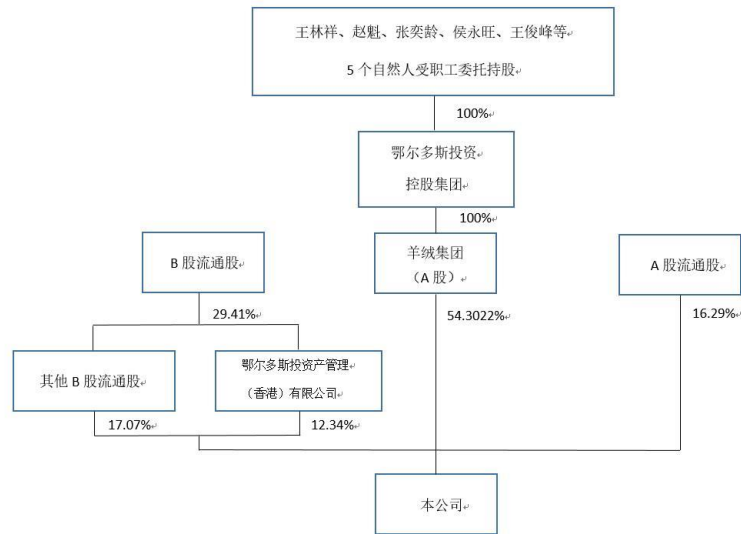 王林祥、赵魁、张奕龄、侯永旺、王俊峰等
5 个自然人受职工委托持股
100%
鄂尔多斯投资
控股集团
100%
B 股流通股
羊绒集团
（A 股）
A 股流通股
29.41%
54.3022%
16.29%
其他 B 股流通股
鄂尔多斯投资产管理
（香港）有限公司
17.07%
12.34%
本公司